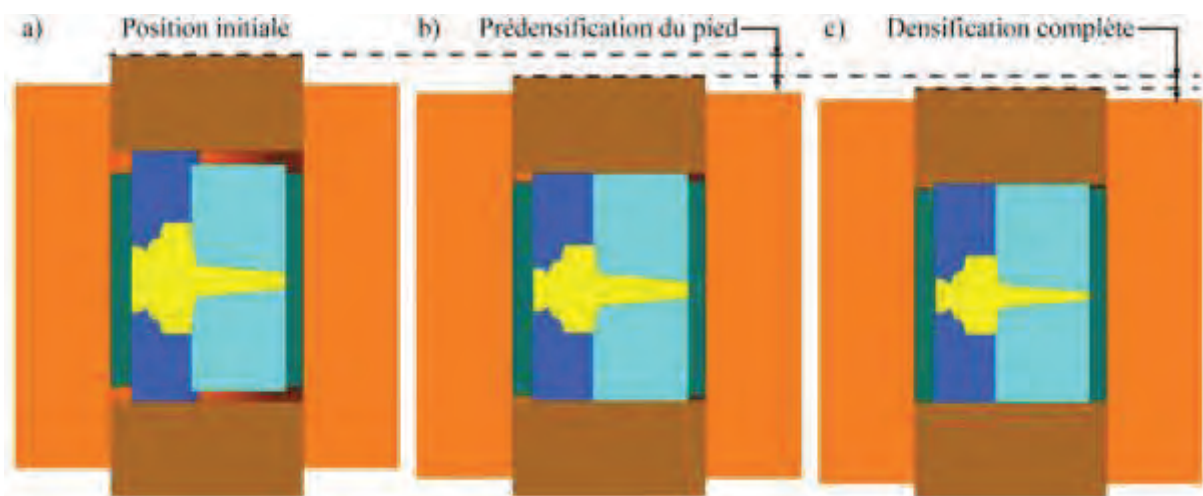 a) Position initiale
b) Prédensification du pied
c) Densification complète